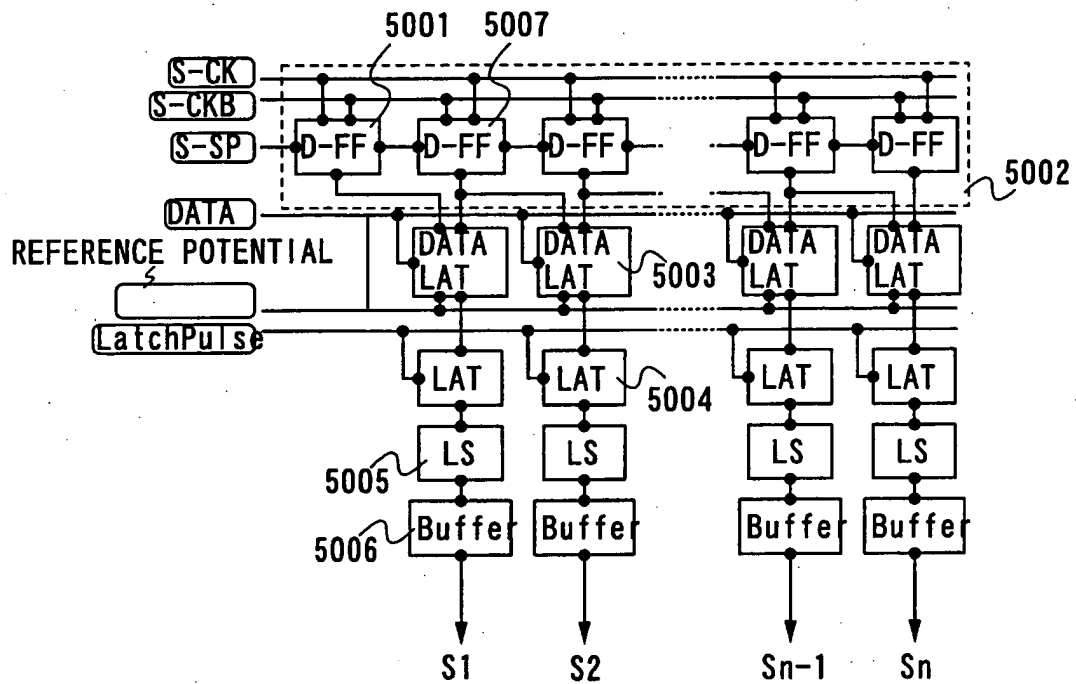 5001 5007
S-CK
S-CKB
S-SP
D-FF D-FF D-FF D-FF D-FF
5002
DATA
REFERENCE POTENTIAL
DATA LAT DATA LAT DATA LAT DATA LAT
5003
LatchPulse
LAT LAT LAT LAT
5004
LS LS LS LS
5005
Buffer Buffer Buffer Buffer
5006
S1 S2 Sn-1 Sn